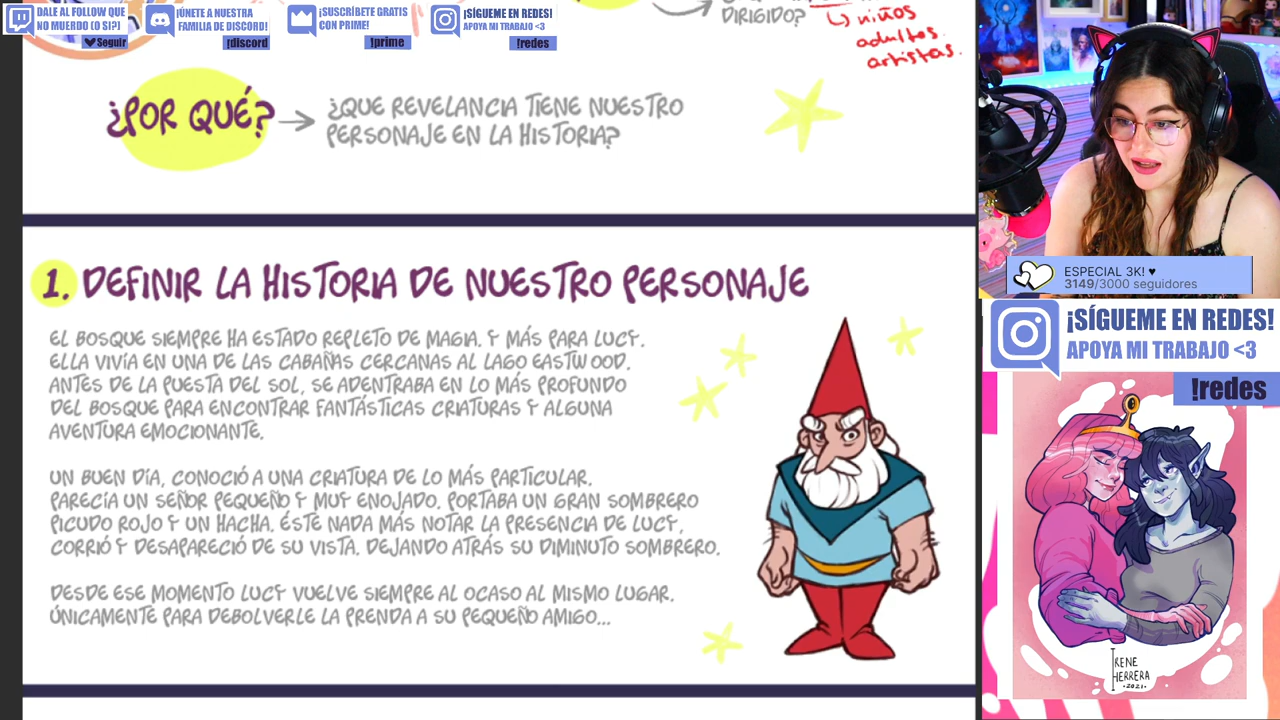 DALE AL FOLLOW QUE
NO MUERDO (O SI?)
Seguir
¡ÚNETE A NUESTRA
FAMILIA DE DISCORD!
!discord
¡SUSCRÍBETE GRATIS
CON PRIME!
!prime
¡SÍGUEME EN REDES!
APOYA MI TRABAJO <3
!redes
DIRIGIDO?
niños
adultos.
artistas.
¿POR QUÉ?
¿QUE REVELANCIA TIENE NUESTRO
PERSONAJE EN LA HISTORIA?
1. DEFINIR LA HISTORIA DE NUESTRO PERSONAJE
EL BOSQUE SIEMPRE HA ESTADO REPLETO DE MAGIA. Y MÁS PARA LUCY.
ELLA VIVÍA EN UNA DE LAS CABAÑAS CERCANAS AL LAGO EASTWOOD.
ANTES DE LA PUESTA DEL SOL, SE ADENTRABA EN LO MÁS PROFUNDO
DEL BOSQUE PARA ENCONTRAR FANTÁSTICAS CRIATURAS Y ALGUNA
AVENTURA EMOCIONANTE.
UN BUEN DÍA, CONOCIÓ A UNA CRIATURA DE LO MÁS PARTICULAR.
PARECÍA UN SEÑOR PEQUEÑO Y MUY ENOJADO. PORTABA UN GRAN SOMBRERO
PICUDO ROJO Y UN HACHA. ÉSTE NADA MÁS NOTAR LA PRESENCIA DE LUCY,
CORRIÓ Y DESAPARECIÓ DE SU VISTA. DEJANDO ATRÁS SU DIMINUTO SOMBRERO.
DESDE ESE MOMENTO LUCY VUELVE SIEMPRE AL OCASO AL MISMO LUGAR.
ÚNICAMENTE PARA DEBOLVERLE LA PRENDA A SU PEQUEÑO AMIGO...
ESPECIAL 3K! ♥
3149/3000 seguidores
¡SÍGUEME EN REDES!
APOYA MI TRABAJO <3
!redes
IRENE
HERRERA
·2021·